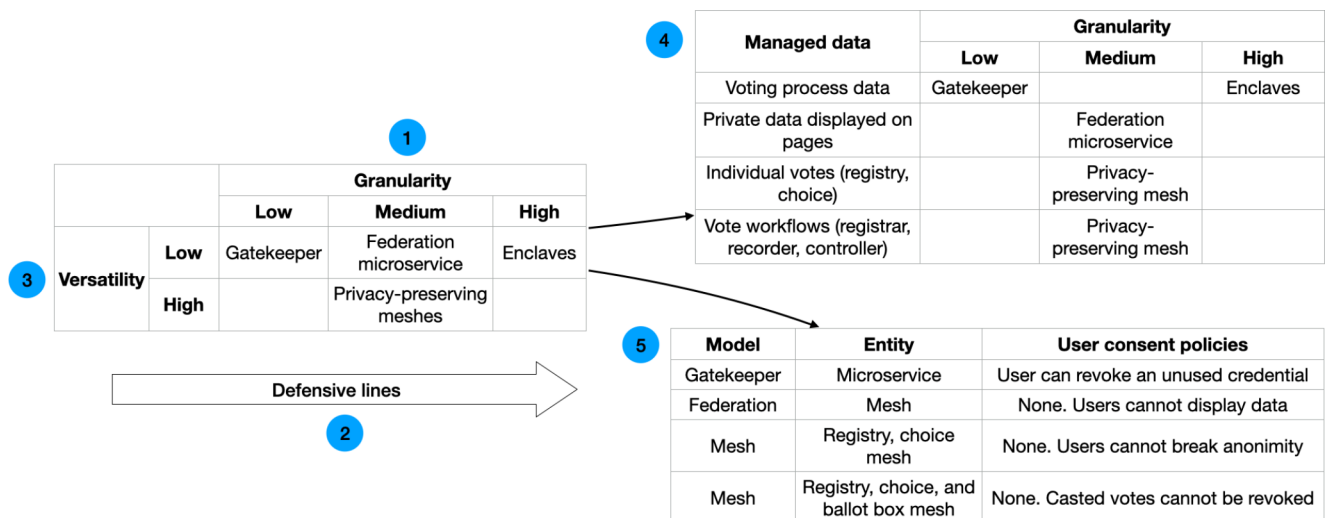 1
Granularity
Low Medium High
Versatility
Low
Gatekeeper
Federation
microservice
Enclaves
High
Privacy-preserving
meshes
3
Defensive lines
2
4
Managed data
Granularity
Low Medium High
Voting process data Gatekeeper Enclaves
Private data displayed on
pages
Federation
microservice
Individual votes (registry,
choice)
Privacy-
preserving mesh
Vote workflows (registrar,
recorder, controller)
Privacy-
preserving mesh
5
Model Entity User consent policies
Gatekeeper Microservice User can revoke an unused credential
Federation Mesh None. Users cannot display data
Mesh
Registry, choice
mesh
None. Users cannot break anonimity
Mesh
Registry, choice, and
ballot box mesh
None. Casted votes cannot be revoked